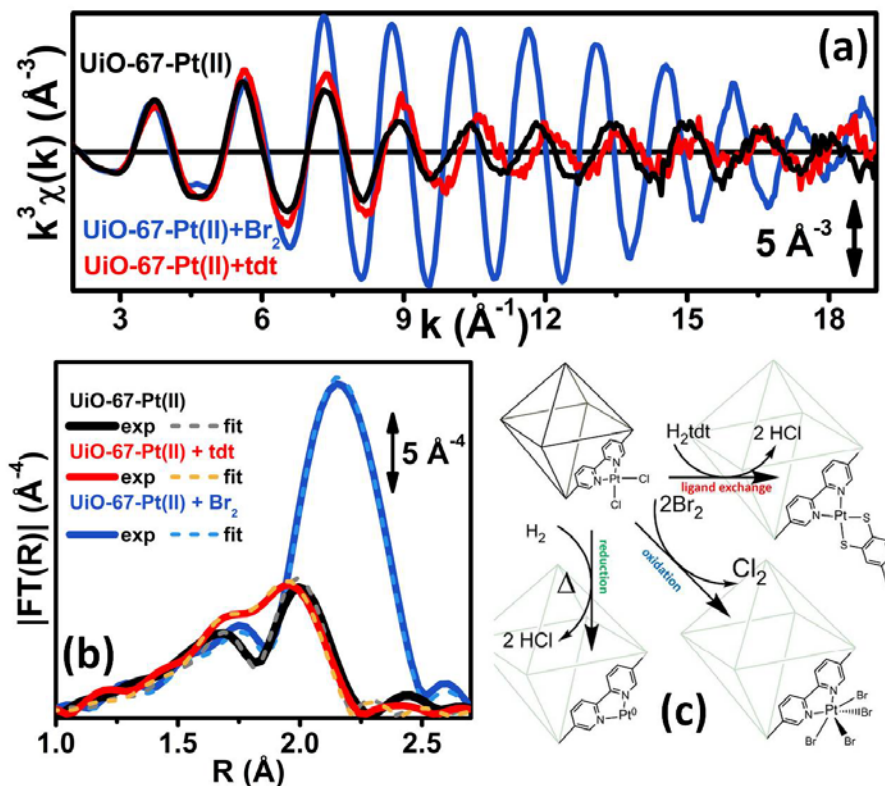 (a)
UiO-67-Pt(II)
k³χ(k) (Å⁻³)
UiO-67-Pt(II)+Br₂
UiO-67-Pt(II)+tdt
5 Å⁻³
3 6 9 12 15 18
k (Å⁻¹)
UiO-67-Pt(II)
exp fit
UiO-67-Pt(II) + tdt
exp fit
UiO-67-Pt(II) + Br₂
exp fit
5 Å⁻⁴
|FT(R)| (Å⁻⁴)
(b)
1.0 1.5 2.0 2.5
R (Å)
N
N
Pt
Cl
Cl
H₂tdt
2 HCl
ligand exchange
2Br₂
Cl₂
oxidation
H₂
Δ
reduction
2 HCl
N
N
Pt
S
S
N
N
Pt⁰
(c)
N
N
Pt
Br
Br
Br
Br